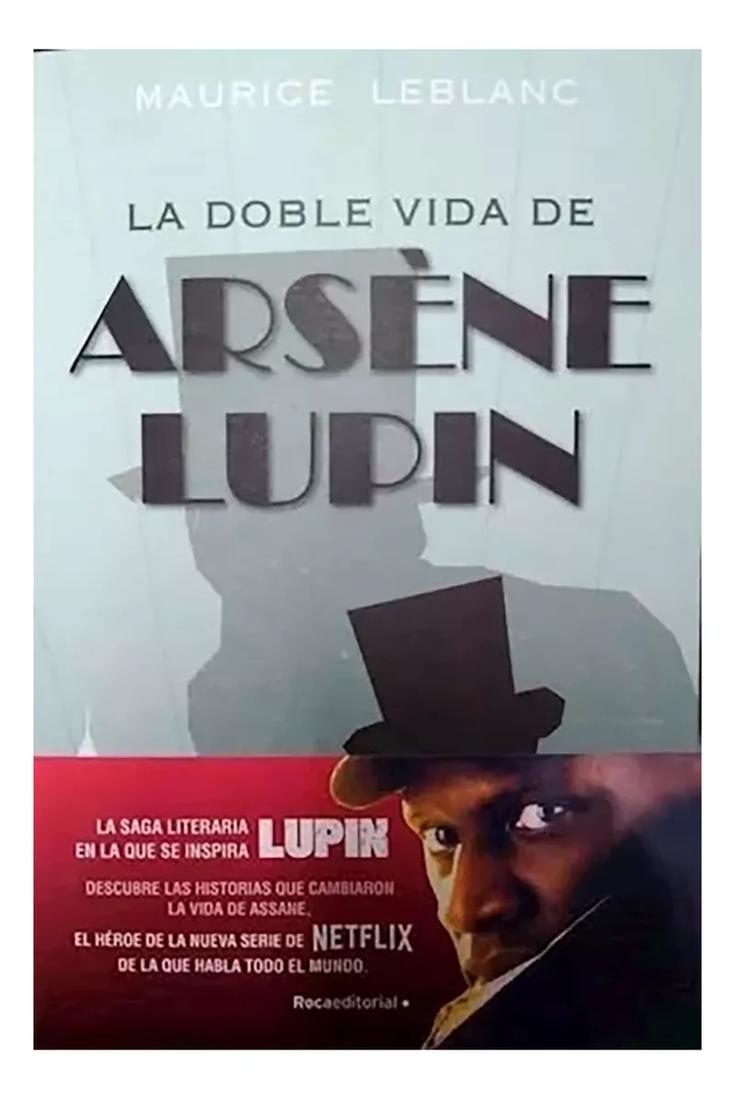 MAURICE LEBLANC
LA DOBLE VIDA DE
ARSÈNE
LUPIN
LA SAGA LITERARIA
EN LA QUE SE INSPIRA LUPIN
DESCUBRE LAS HISTORIAS QUE CAMBIARON
LA VIDA DE ASSANE,
EL HÉROE DE LA NUEVA SERIE DE NETFLIX
DE LA QUE HABLA TODO EL MUNDO.
Rocaeditorial